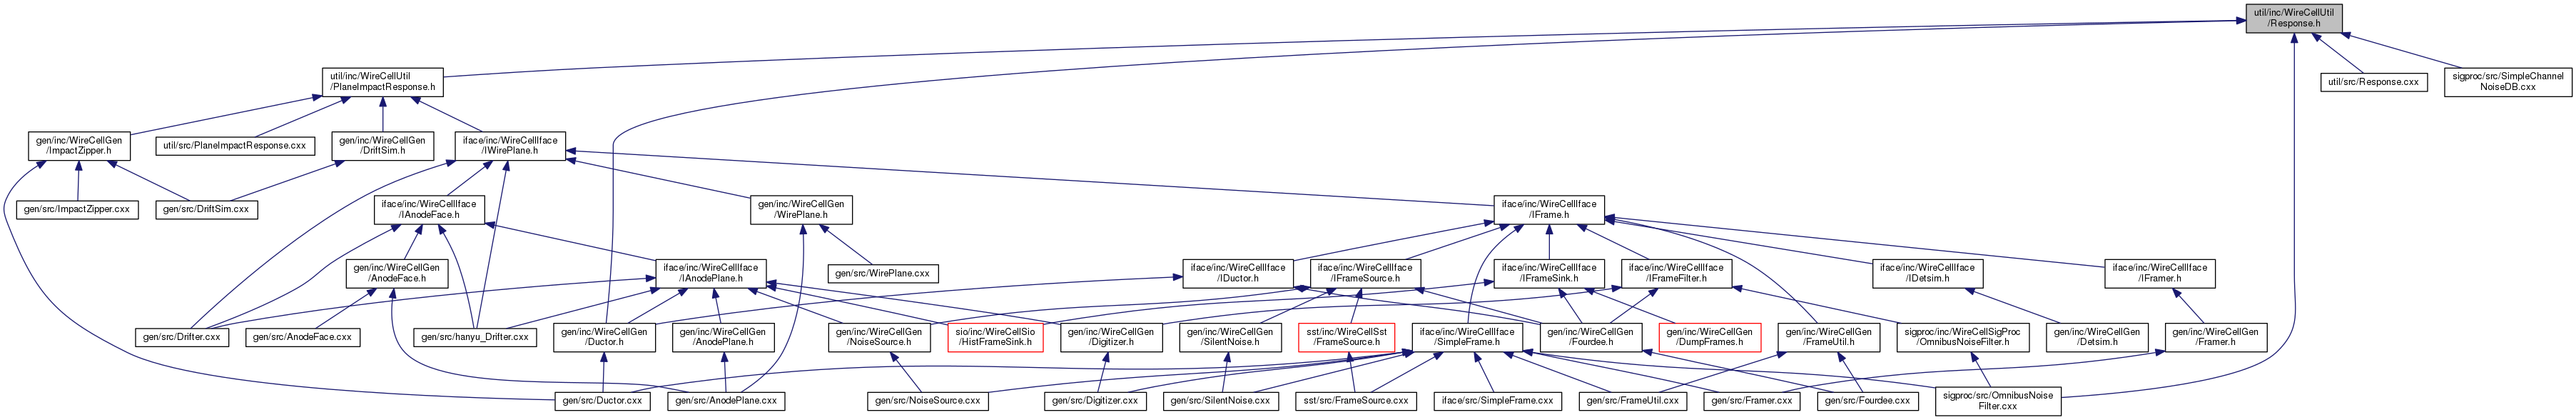 util/inc/WireCellUtil
/Response.h
util/inc/WireCellUtil
/PlaneImpactResponse.h
util/src/Response.cxx
sigproc/src/SimpleChannel
NoiseDB.cxx
gen/inc/WireCellGen
/ImpactZipper.h
util/src/PlaneImpactResponse.cxx
gen/inc/WireCellGen
/DriftSim.h
iface/inc/WireCellIface
/IWirePlane.h
gen/src/ImpactZipper.cxx
gen/src/DriftSim.cxx
iface/inc/WireCellIface
/IAnodeFace.h
gen/inc/WireCellGen
/WirePlane.h
iface/inc/WireCellIface
/IFrame.h
gen/inc/WireCellGen
/AnodeFace.h
iface/inc/WireCellIface
/IAnodePlane.h
gen/src/WirePlane.cxx
iface/inc/WireCellIface
/IDuctor.h
iface/inc/WireCellIface
/IFrameSource.h
iface/inc/WireCellIface
/IFrameSink.h
iface/inc/WireCellIface
/IFrameFilter.h
iface/inc/WireCellIface
/IDetsim.h
iface/inc/WireCellIface
/IFramer.h
gen/src/Drifter.cxx
gen/src/AnodeFace.cxx
gen/src/hanyu_Drifter.cxx
gen/inc/WireCellGen
/Ductor.h
gen/inc/WireCellGen
/AnodePlane.h
gen/inc/WireCellGen
/NoiseSource.h
sio/inc/WireCellSio
/HistFrameSink.h
gen/inc/WireCellGen
/Digitizer.h
gen/inc/WireCellGen
/SilentNoise.h
sst/inc/WireCellSst
/FrameSource.h
iface/inc/WireCellIface
/SimpleFrame.h
gen/inc/WireCellGen
/Fourdee.h
gen/inc/WireCellGen
/DumpFrames.h
gen/inc/WireCellGen
/FrameUtil.h
sigproc/inc/WireCellSigProc
/OmnibusNoiseFilter.h
gen/inc/WireCellGen
/Detsim.h
gen/inc/WireCellGen
/Framer.h
gen/src/Ductor.cxx
gen/src/AnodePlane.cxx
gen/src/NoiseSource.cxx
gen/src/Digitizer.cxx
gen/src/SilentNoise.cxx
sst/src/FrameSource.cxx
iface/src/SimpleFrame.cxx
gen/src/FrameUtil.cxx
gen/src/Framer.cxx
gen/src/Fourdee.cxx
sigproc/src/OmnibusNoise
Filter.cxx